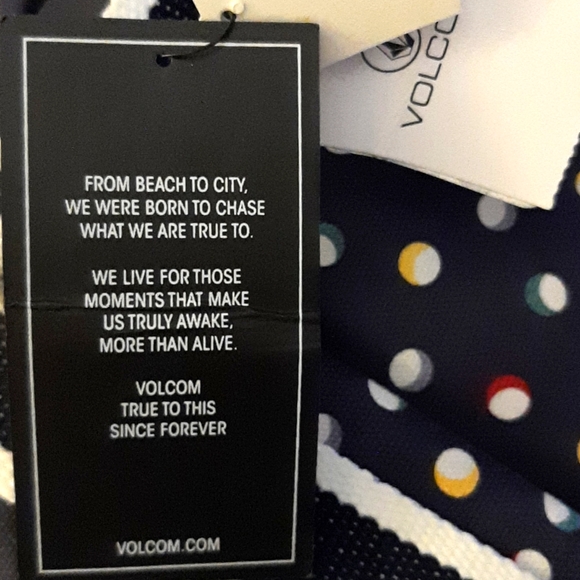 FROM BEACH TO CITY,
WE WERE BORN TO CHASE
WHAT WE ARE TRUE TO.
WE LIVE FOR THOSE
MOMENTS THAT MAKE
US TRULY AWAKE,
MORE THAN ALIVE.
VOLCOM
TRUE TO THIS
SINCE FOREVER
VOLCOM.COM
VOLCO